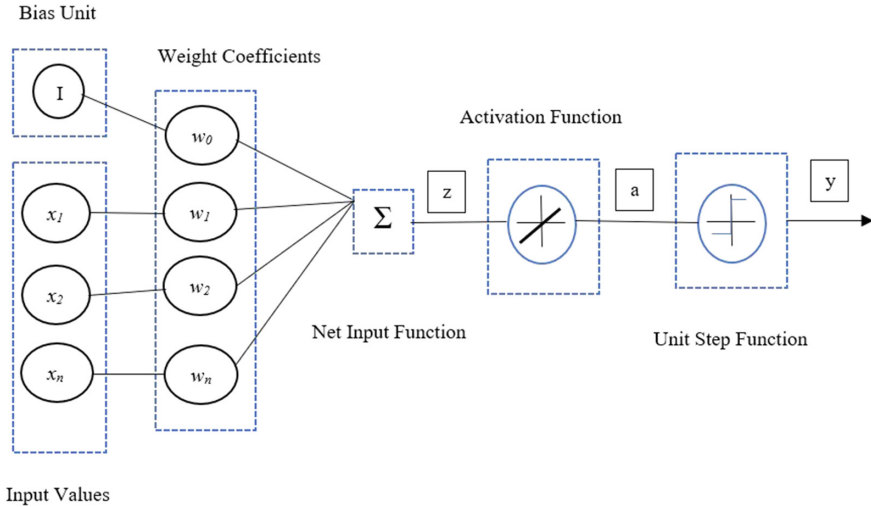 Bias Unit
Weight Coefficients
I
w0
Activation Function
x1
w1
z
a
y
Σ
x2
w2
Net Input Function
Unit Step Function
xn
wn
Input Values